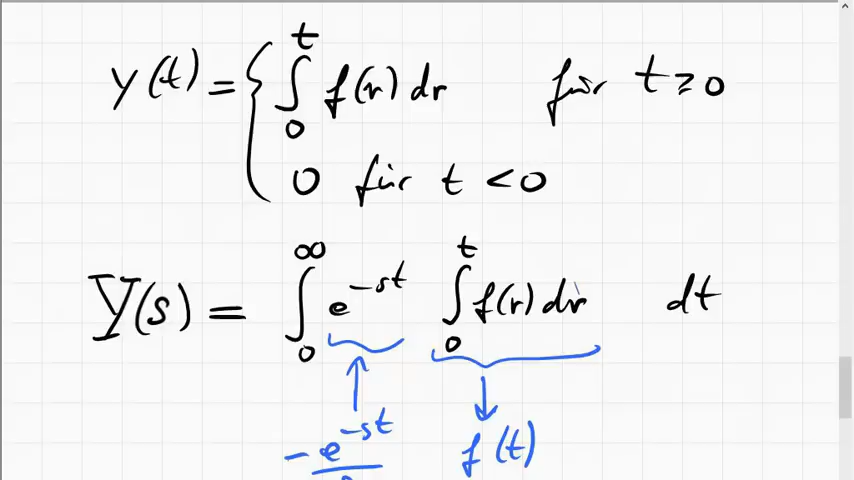 y(t) = { ∫₀ᵗ f(r) dr für t ≥ 0
0 für t < 0
Y(s) = ∫₀^∞ e^{-st} ∫₀ᵗ f(r) dr dt
-e^{-st} f(t)